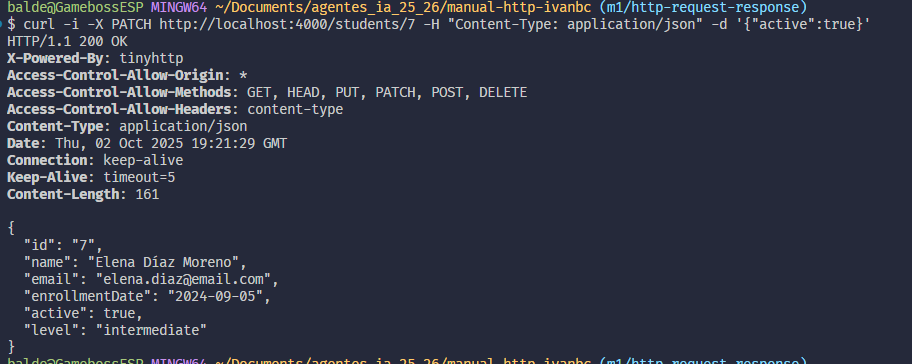 balde@GamebossESP MINGW64 ~/Documents/agentes_ia_25_26/manual-http-ivanbc (m1/http-request-response)
$ curl -i -X PATCH http://localhost:4000/students/7 -H "Content-Type: application/json" -d '{"active":true}'
HTTP/1.1 200 OK
X-Powered-By: tinyhttp
Access-Control-Allow-Origin: *
Access-Control-Allow-Methods: GET, HEAD, PUT, PATCH, POST, DELETE
Access-Control-Allow-Headers: content-type
Content-Type: application/json
Date: Thu, 02 Oct 2025 19:21:29 GMT
Connection: keep-alive
Keep-Alive: timeout=5
Content-Length: 161

{
  "id": "7",
  "name": "Elena Díaz Moreno",
  "email": "elena.diaz@email.com",
  "enrollmentDate": "2024-09-05",
  "active": true,
  "level": "intermediate"
}
balde@GamebossESP MINGW64 ~/Documents/agentes_ia_25_26/manual-http-ivanbc (m1/http-request-response)